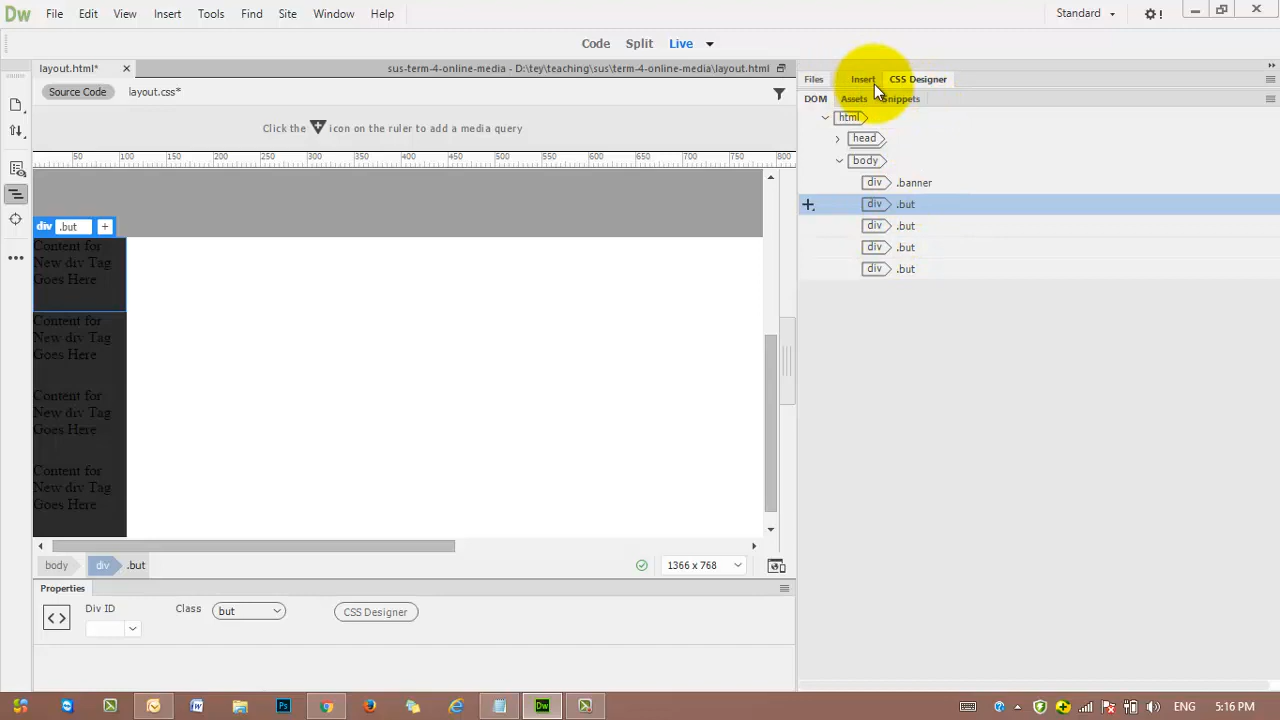 Dw File Edit View Insert Tools Find Site Window Help Standard !
Code Split Live
layout.html* sus-term-4-online-media - D:\tey\teaching\sus\term-4-online-media\layout.html
Files Insert CSS Designer
Source Code layout.css*
DOM Assets Snippets
Click the icon on the ruler to add a media query
html
head
body
div .banner
div .but
div .but
div .but
div .but
50 100 150 200 250 300 350 400 450 500 550 600 650 700 750 800
div .but +
Content for
New div Tag
Goes Here
Content for
New div Tag
Goes Here
Content for
New div Tag
Goes Here
Content for
New div Tag
Goes Here
body div .but 1366 x 768
Properties
Div ID Class but CSS Designer
Ps Dw ENG 5:16 PM